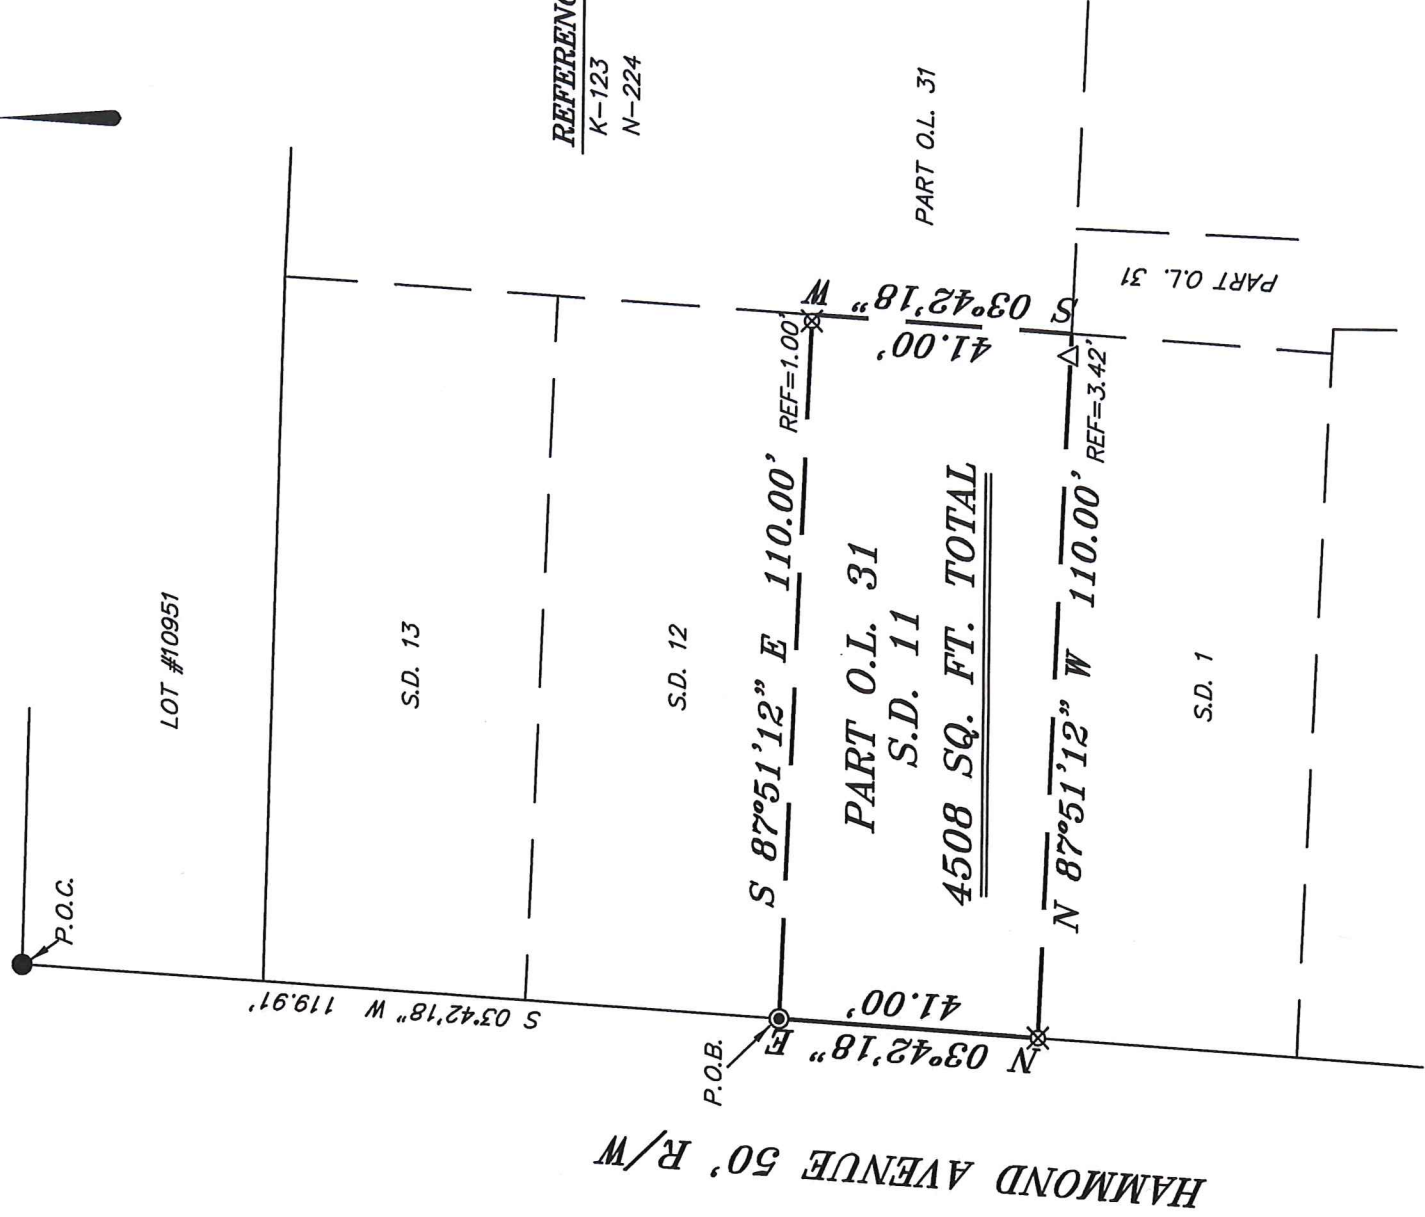 REFERENC
K-123
N-224
LOT #10951
P.O.C.
S.D. 13
S.D. 12
S 03°42'18" W 119.91'
PART O.L. 31
PART O.L. 31
S 87°51'12" E 110.00'
REF=1.00'
S 03°42'18" W
41.00'
PART O.L. 31
S.D. 11
4508 SQ. FT. TOTAL
N 87°51'12" W 110.00'
REF=3.42'
N 03°42'18" E
41.00'
P.O.B.
S.D. 1
HAMMOND AVENUE 50' R/W